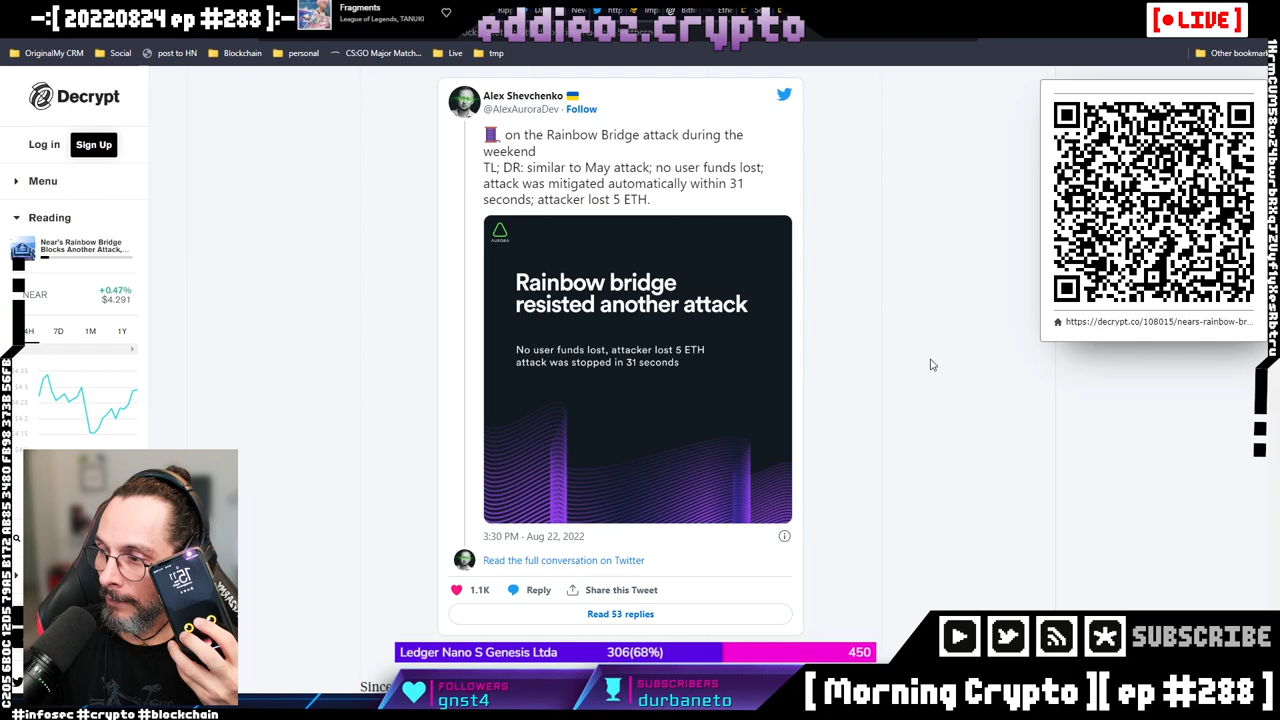 -:[ 20220824 ep #288 ]:-
Fragments
League of Legends, TANUKI
eddieoz.crypto
[ ● LIVE ]
OriginalMy CRM
Social
post to HN
Blockchain
personal
CS:GO Major Match...
Live
tmp
Other bookmar
Decrypt
Log in
Sign Up
Menu
Reading
Near's Rainbow Bridge
Blocks Another Attack,...
NEAR
+0.47%
$4.291
4H 7D 1M 1Y
Alex Shevchenko
@AlexAuroraDev · Follow
on the Rainbow Bridge attack during the
weekend
TL; DR: similar to May attack; no user funds lost;
attack was mitigated automatically within 31
seconds; attacker lost 5 ETH.
AURORA
Rainbow bridge
resisted another attack
No user funds lost, attacker lost 5 ETH
attack was stopped in 31 seconds
3:30 PM · Aug 22, 2022
Read the full conversation on Twitter
1.1K Reply Share this Tweet
Read 53 replies
https://decrypt.co/108015/nears-rainbow-br...
Ledger Nano S Genesis Ltda 306(68%) 450
Since
FOLLOWERS
gnst4
SUBSCRIBERS
durbaneto
SUBSCRIBE
[ Morning Crypto ][ ep #288 ]
#infosec #crypto #blockchain